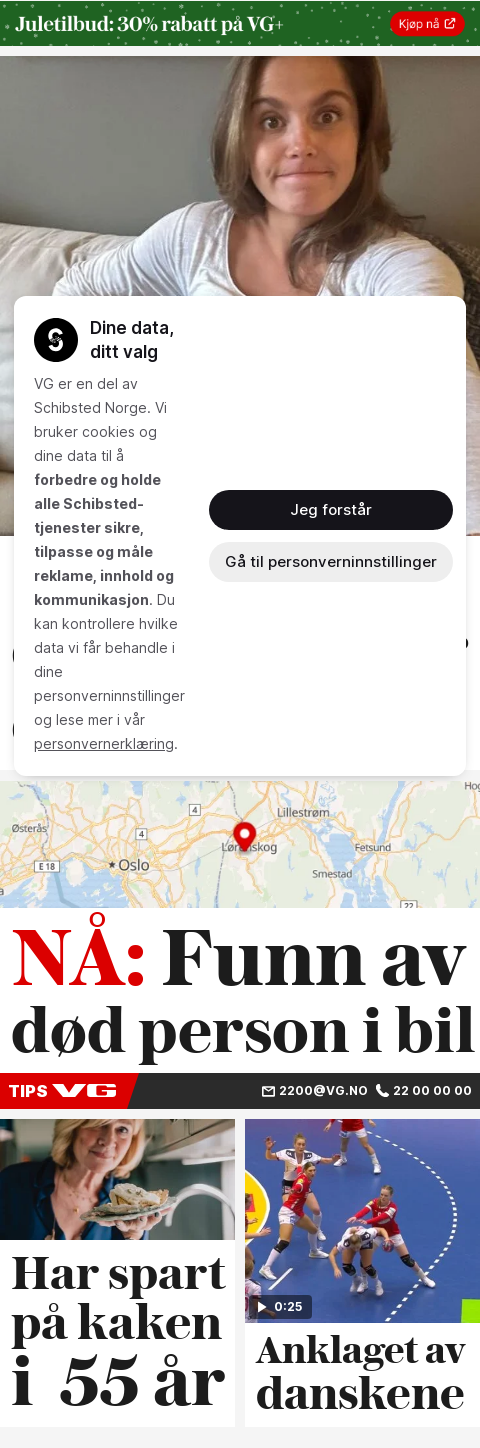 Juletilbud: 30% rabatt på VG+
Kjøp nå
Dine data,
ditt valg
VG er en del av
Schibsted Norge. Vi
bruker cookies og
dine data til å
forbedre og holde
alle Schibsted-
tjenester sikre,
tilpasse og måle
reklame, innhold og
kommunikasjon. Du
kan kontrollere hvilke
data vi får behandle i
dine
personverninnstillinger
og lese mer i vår
personvernerklæring.
Jeg forstår
Gå til personverninnstillinger
Lillestrøm
Østerås
4
4
Lørenskog
Fetsund
E 18
Oslo
Smestad
22
NÅ: Funn av
død person i bil
TIPS VG
2200@VG.NO 22 00 00 00
Har spart
på kaken
i 55 år
0:25
Anklaget av
danskene